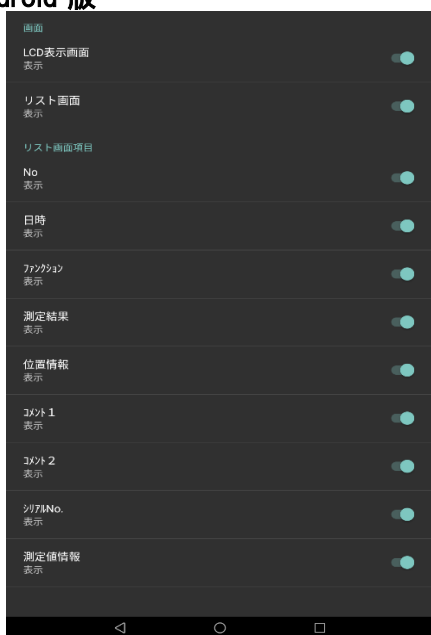 droid 版
画面
LCD表示画面
表示
リスト画面
表示
リスト画面項目
No
表示
日時
表示
ﾌｧﾝｸｼｮﾝ
表示
測定結果
表示
位置情報
表示
ｺﾒﾝﾄ 1
表示
ｺﾒﾝﾄ 2
表示
ｼﾘｱﾙNo.
表示
測定値情報
表示